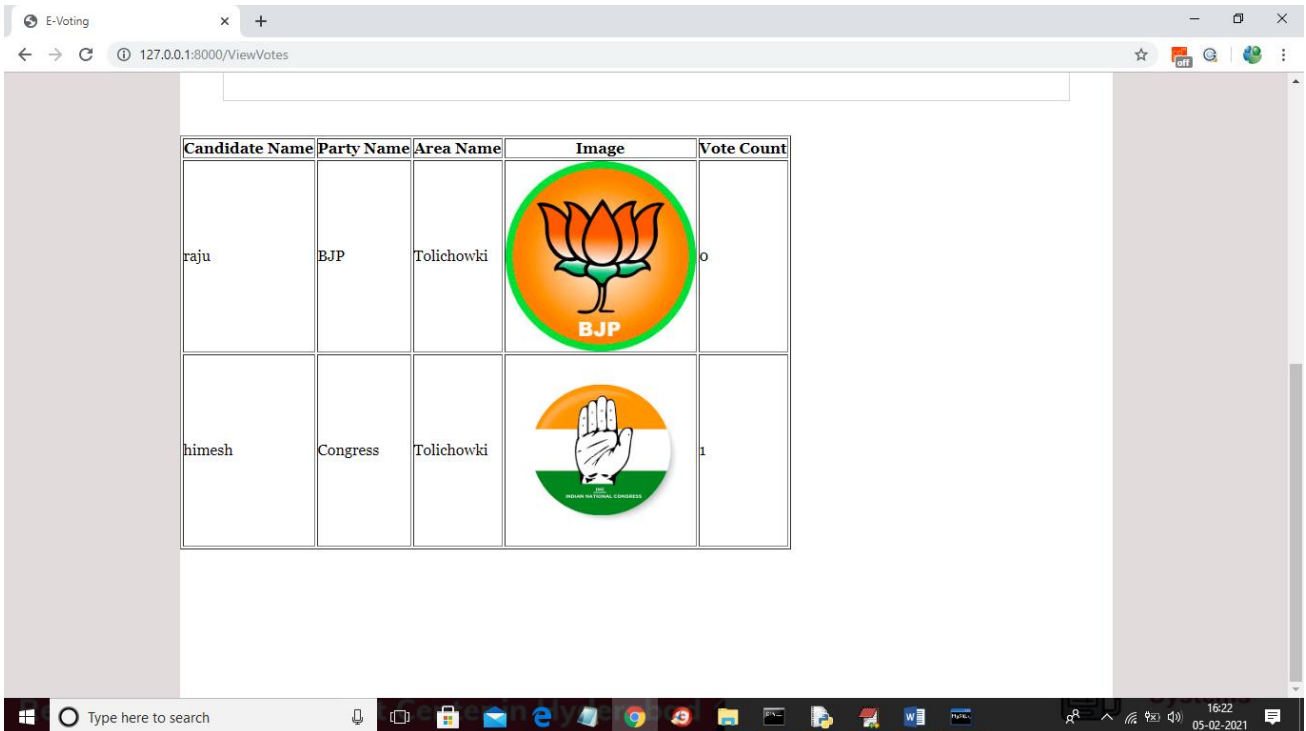 E-Voting
127.0.0.1:8000/ViewVotes
off
Candidate Name Party Name Area Name Image Vote Count
raju BJP Tolichowki BJP 0
himesh Congress Tolichowki INDIAN NATIONAL CONGRESS 1
Type here to search
16:22
05-02-2021